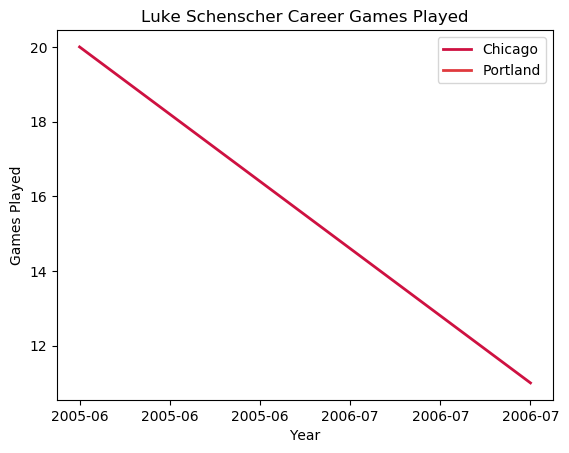 Luke Schenscher Career Games Played
Chicago
Portland
Games Played
20
18
16
14
12
2005-06 2005-06 2005-06 2006-07 2006-07 2006-07
Year